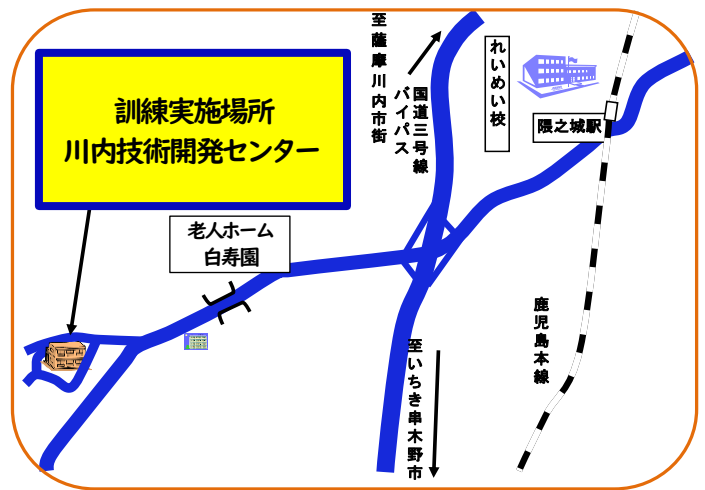 訓練実施場所
川内技術開発センター
至薩摩川内市街
国道三号線
バイパス
れいめい校
隈之城駅
老人ホーム
白寿園
鹿児島本線
至いちき串木野市